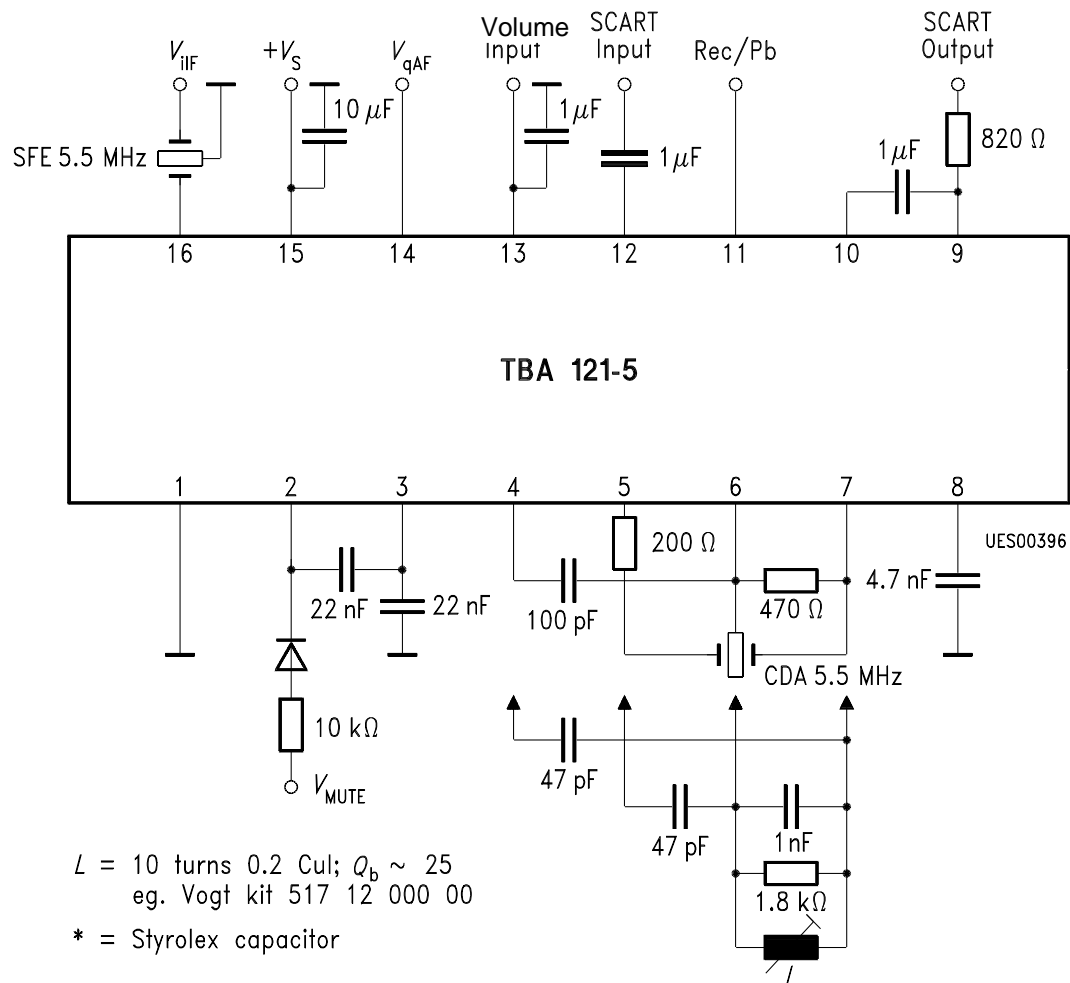 V_iIF
+V_S
V_qAF
Volume
Input
SCART
Input
Rec/Pb
SCART
Output
SFE 5.5 MHz
10 μF
1 μF
1 μF
1 μF
820 Ω
16 15 14 13 12 11 10 9
TBA 121-5
1 2 3 4 5 6 7 8
UES00396
22 nF
22 nF
100 pF
200 Ω
470 Ω
4.7 nF
CDA 5.5 MHz
10 kΩ
V_MUTE
47 pF
47 pF
1 nF
1.8 kΩ
L
L = 10 turns 0.2 Cul; Q_b ~ 25
eg. Vogt kit 517 12 000 00
* = Styrolex capacitor